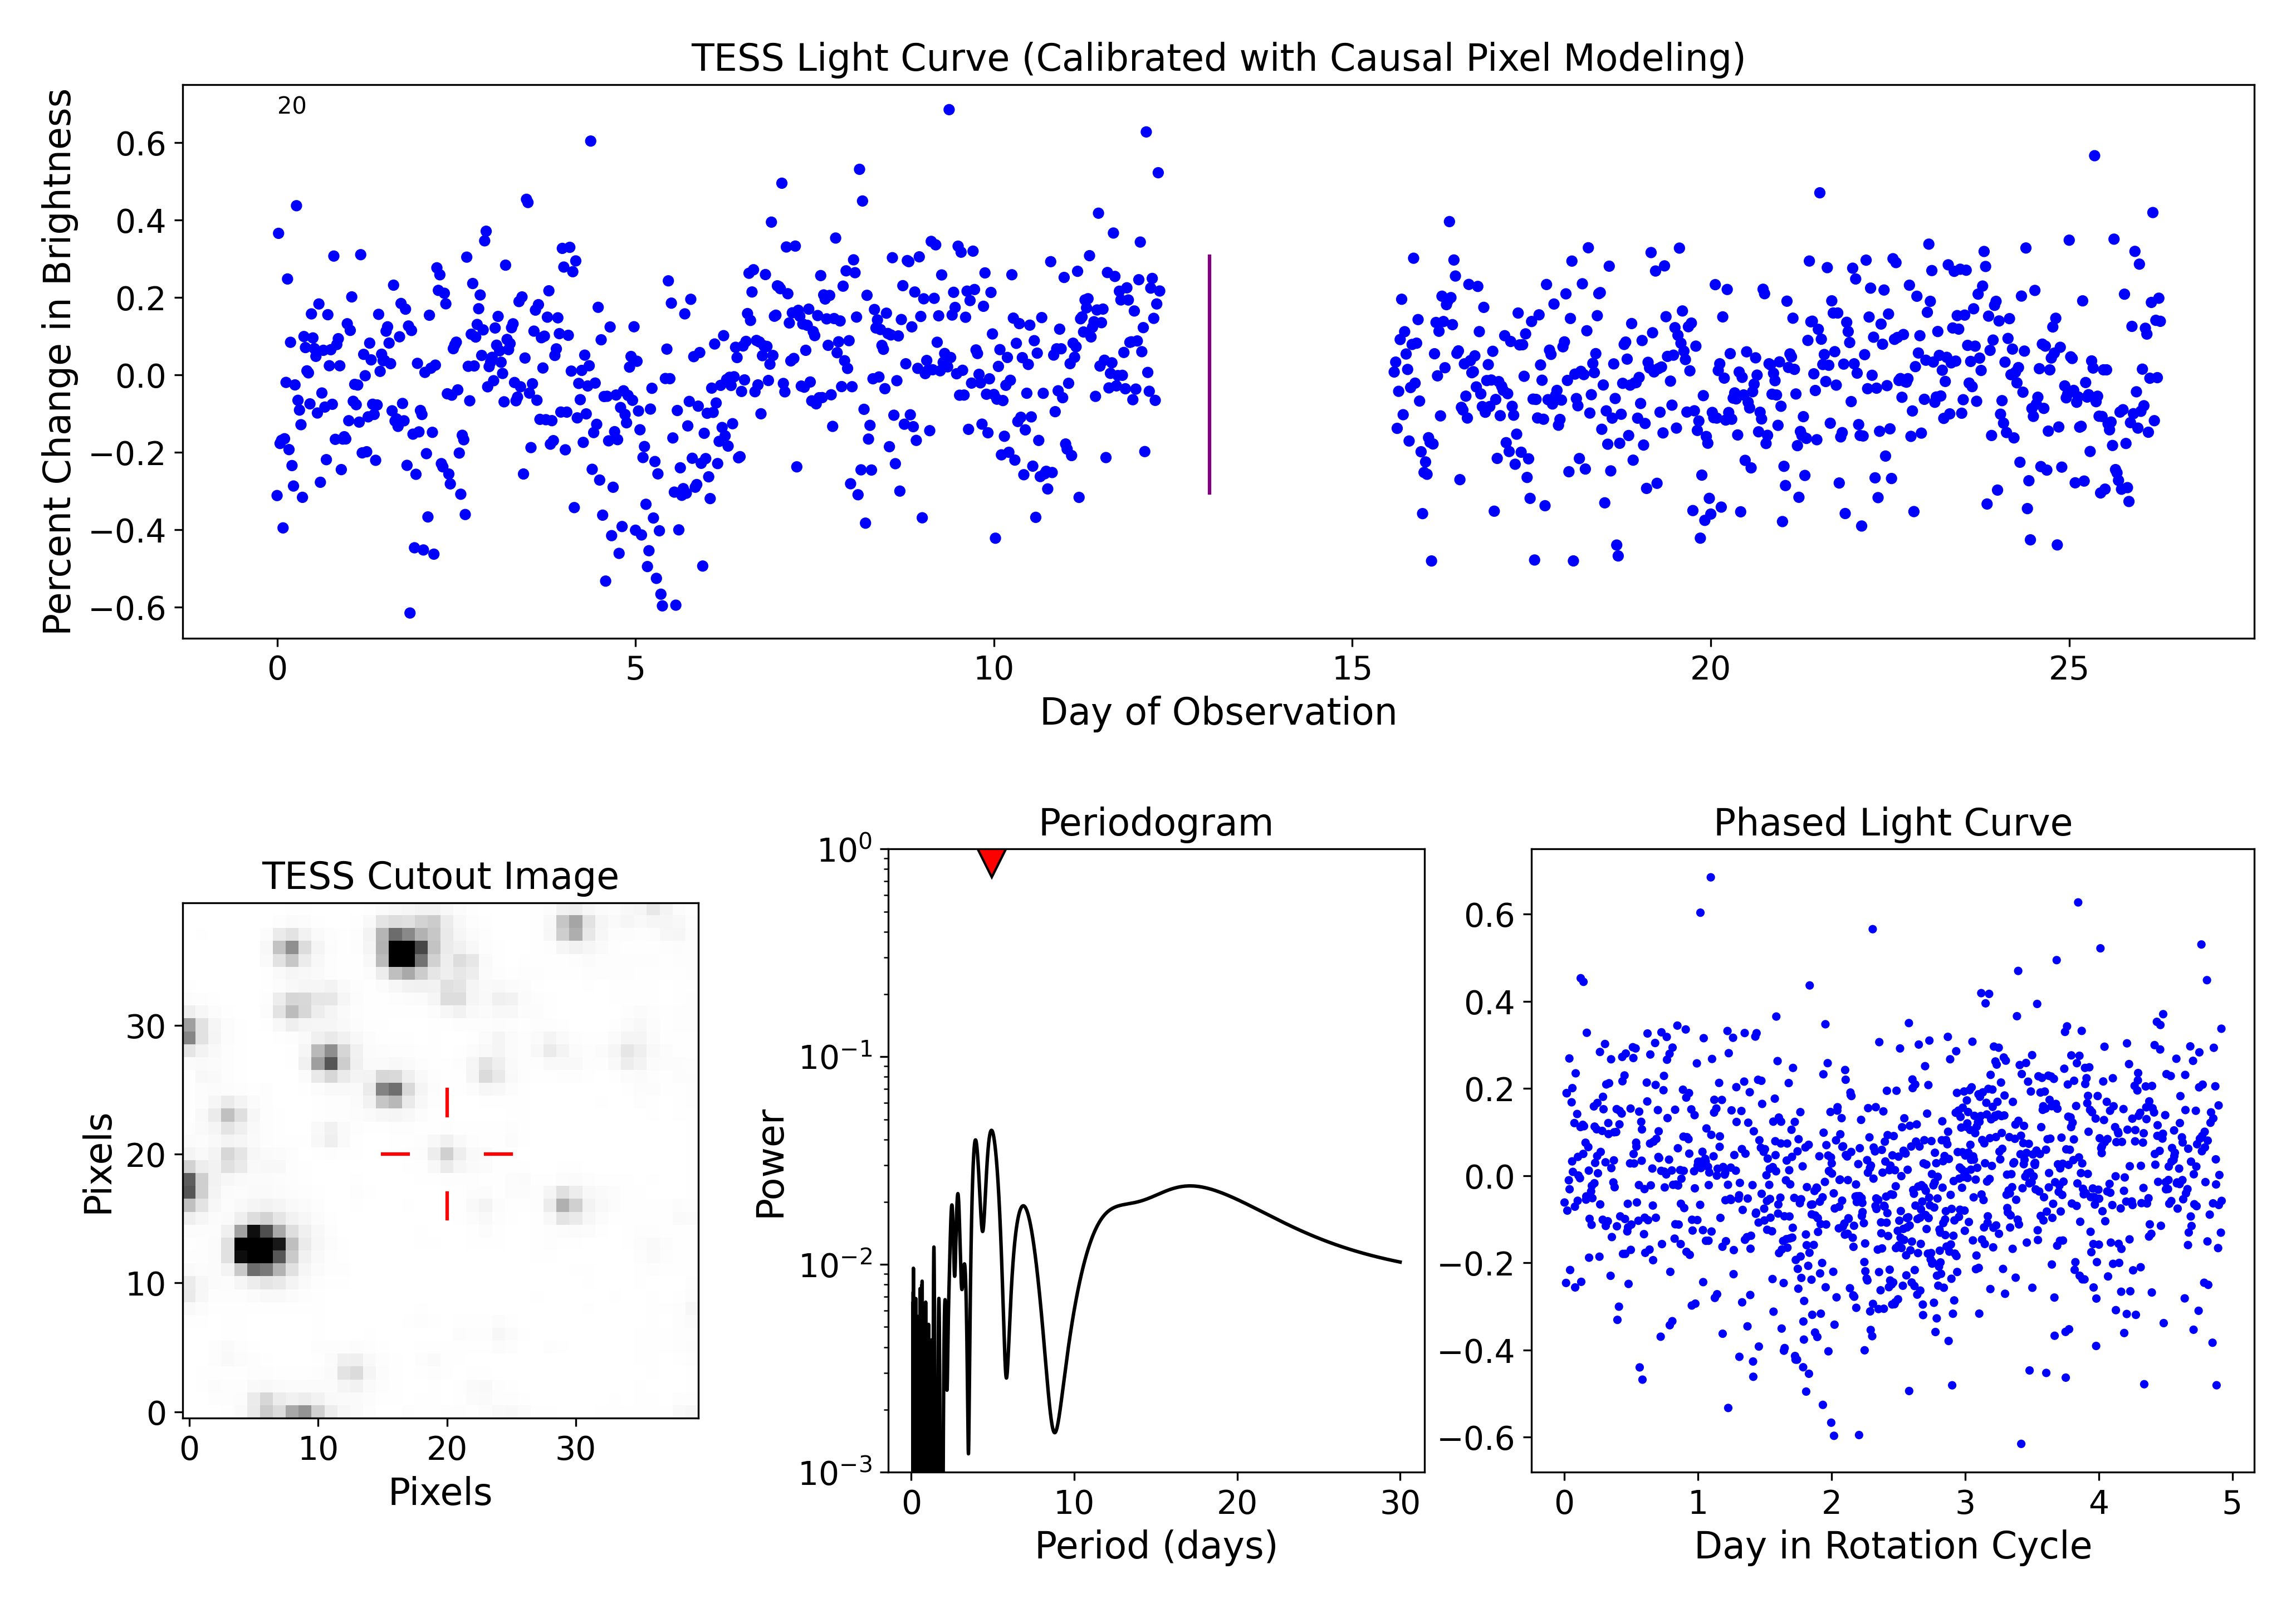 TESS Light Curve (Calibrated with Causal Pixel Modeling)
20
Percent Change in Brightness
0.6
0.4
0.2
0.0
−0.2
−0.4
−0.6
0 5 10 15 20 25
Day of Observation
TESS Cutout Image
Pixels
30
20
10
0
0 10 20 30
Pixels
Periodogram
Power
10⁰
10⁻¹
10⁻²
10⁻³
0 10 20 30
Period (days)
Phased Light Curve
0.6
0.4
0.2
0.0
−0.2
−0.4
−0.6
0 1 2 3 4 5
Day in Rotation Cycle